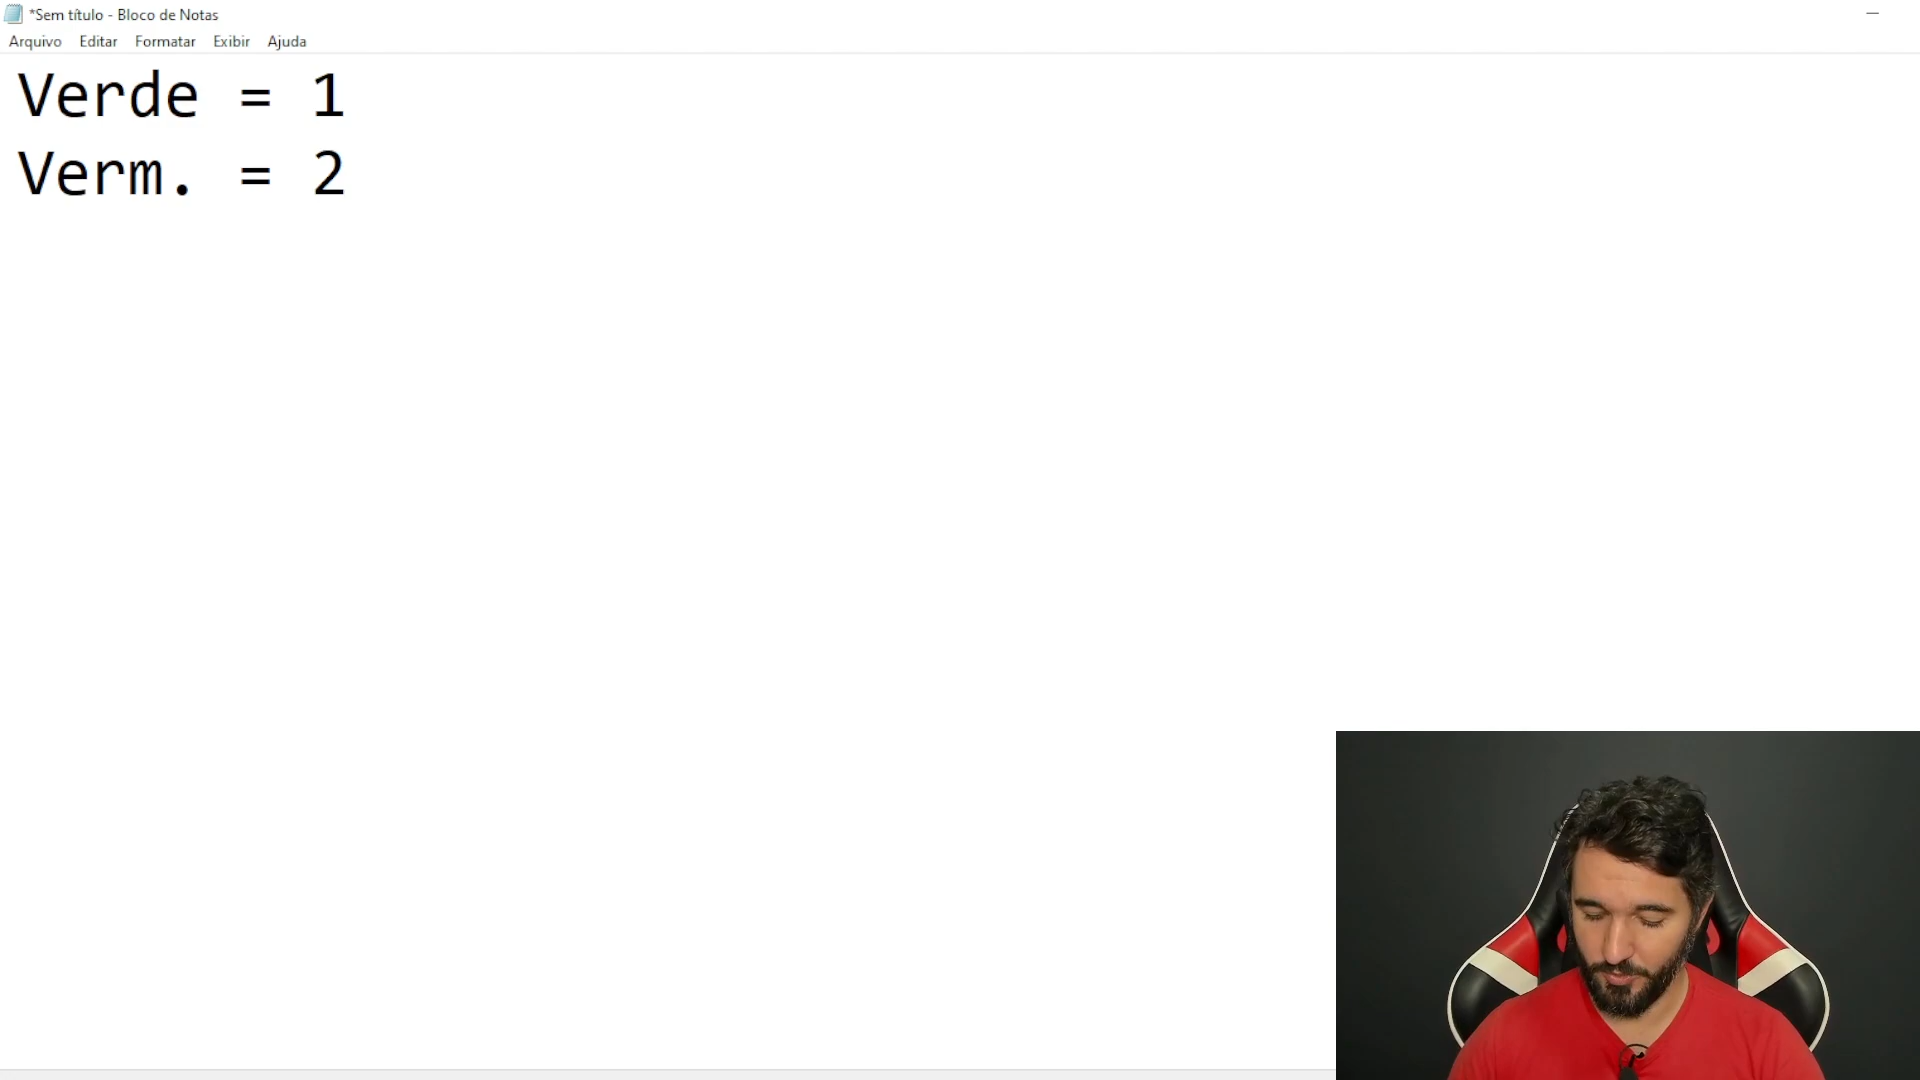 *Sem título - Bloco de Notas
Arquivo Editar Formatar Exibir Ajuda
Verde = 1
Verm. = 2